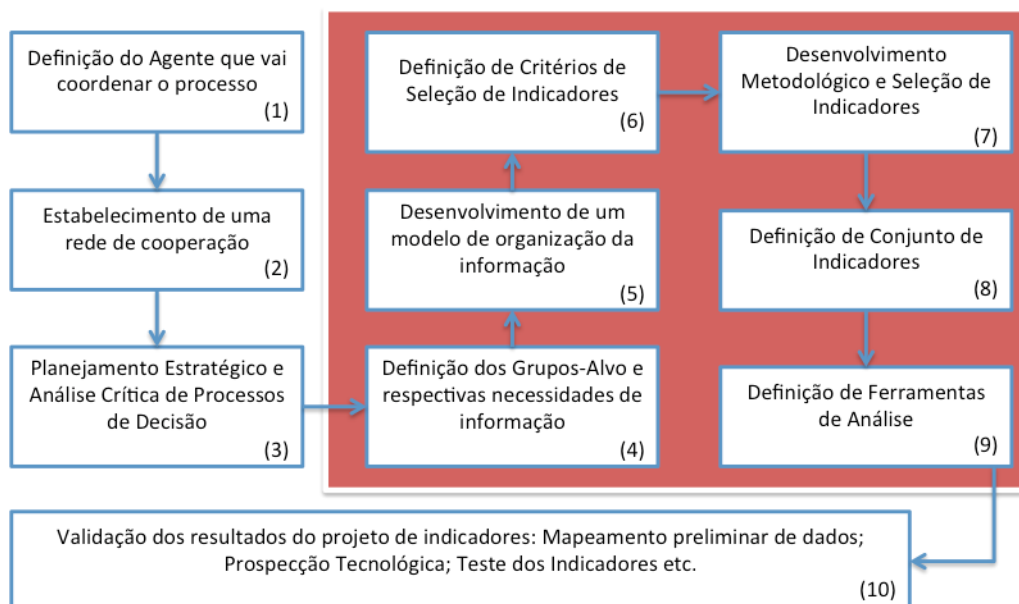 Definição do Agente que vai
coordenar o processo
(1)
Estabelecimento de uma
rede de cooperação
(2)
Planejamento Estratégico e
Análise Crítica de Processos
de Decisão
(3)
Definição dos Grupos-Alvo e
respectivas necessidades de
informação
(4)
Desenvolvimento de um
modelo de organização da
informação
(5)
Definição de Critérios de
Seleção de Indicadores
(6)
Desenvolvimento
Metodológico e Seleção de
Indicadores
(7)
Definição de Conjunto de
Indicadores
(8)
Definição de Ferramentas
de Análise
(9)
Validação dos resultados do projeto de indicadores: Mapeamento preliminar de dados;
Prospecção Tecnológica; Teste dos Indicadores etc.
(10)